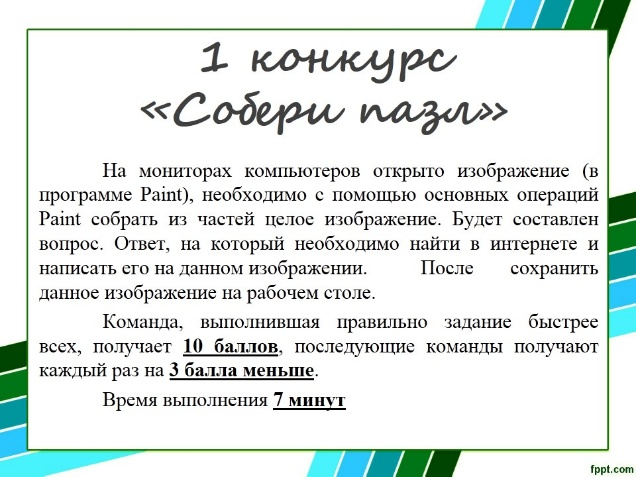 1 конкурс
«Собери пазл»
На мониторах компьютеров открыто изображение (в
программе Paint), необходимо с помощью основных операций
Paint собрать из частей целое изображение. Будет составлен
вопрос. Ответ, на который необходимо найти в интернете и
написать его на данном изображении. После сохранить
данное изображение на рабочем столе.
Команда, выполнившая правильно задание быстрее
всех, получает 10 баллов, последующие команды получают
каждый раз на 3 балла меньше.
Время выполнения 7 минут
fppt.com